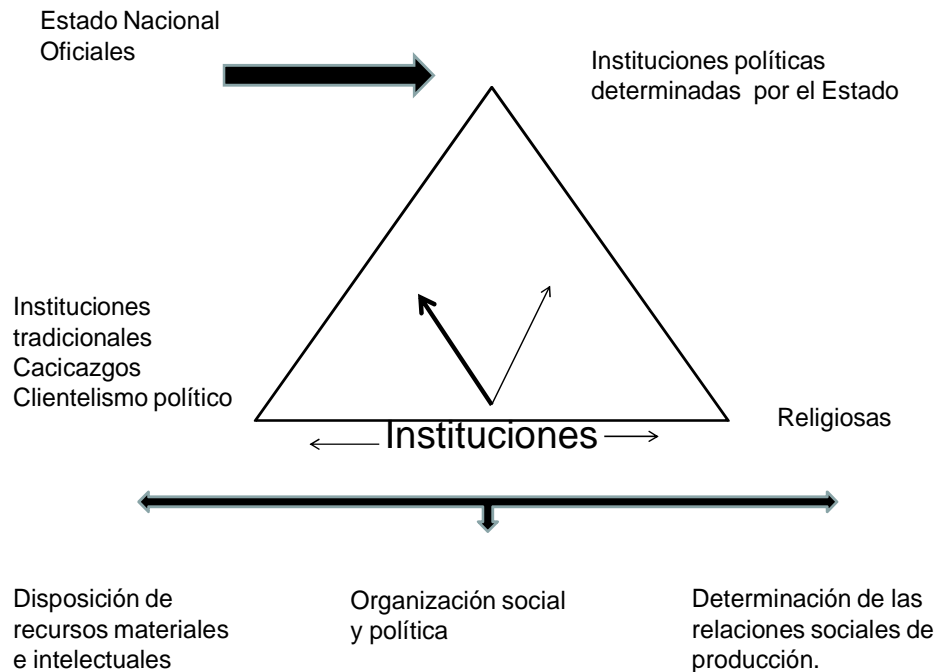 Estado Nacional
Oficiales
Instituciones políticas
determinadas por el Estado
Instituciones
tradicionales
Cacicazgos
Clientelismo político
Religiosas
Instituciones
Disposición de
recursos materiales
e intelectuales
Organización social
y política
Determinación de las
relaciones sociales de
producción.